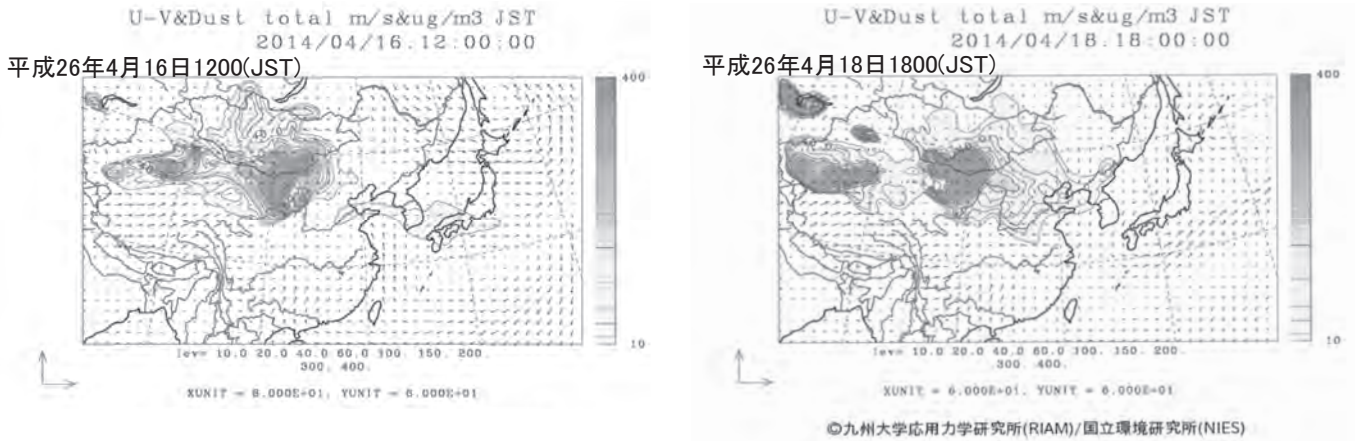 U-V&Dust total m/s&ug/m3 JST
2014/04/16.12:00:00
平成26年4月16日1200(JST)
400
10
lev= 10.0 20.0 40.0 60.0 100. 150. 200.
300. 400.
XUNIT = 6.000E+01, YUNIT = 6.000E+01
U-V&Dust total m/s&ug/m3 JST
2014/04/18.18:00:00
平成26年4月18日1800(JST)
400
10
lev= 10.0 20.0 40.0 60.0 100. 150. 200.
300. 400.
XUNIT = 6.000E+01, YUNIT = 6.000E+01
©九州大学応用力学研究所(RIAM)/国立環境研究所(NIES)